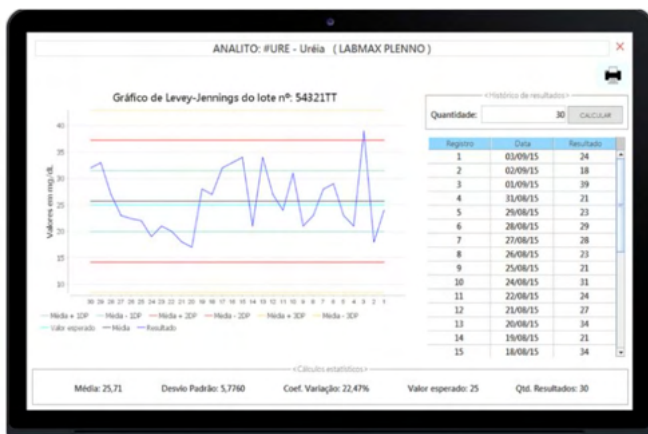 ANALITO: #URE - Uréia ( LABMAX PLENNO )
Gráfico de Levey-Jennings do lote nº: 54321TT
Valores em mg/dL
40
35
30
25
20
15
10
Média + 1DP Média - 1DP Média + 2DP Média - 2DP Média + 3DP Média - 3DP
Valor esperado Média Resultado
<Histórico de resultados>
Quantidade: 30 CALCULAR
Registro Data Resultado
1 03/09/15 24
2 02/09/15 18
3 01/09/15 39
4 31/08/15 21
5 29/08/15 23
6 28/08/15 29
7 27/08/15 28
8 26/08/15 23
9 25/08/15 21
10 24/08/15 31
11 22/08/15 24
12 21/08/15 27
13 20/08/15 34
14 19/08/15 21
15 18/08/15 34
<Cálculos estatísticos>
Média: 25,71 Desvio Padrão: 5,7760 Coef. Variação: 22,47% Valor esperado: 25 Qtd. Resultados: 30